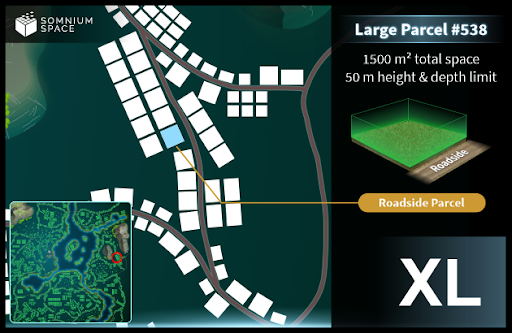 SOMNIUM
SPACE
Large Parcel #538
1500 m² total space
50 m height & depth limit
Roadside
Roadside Parcel
XL